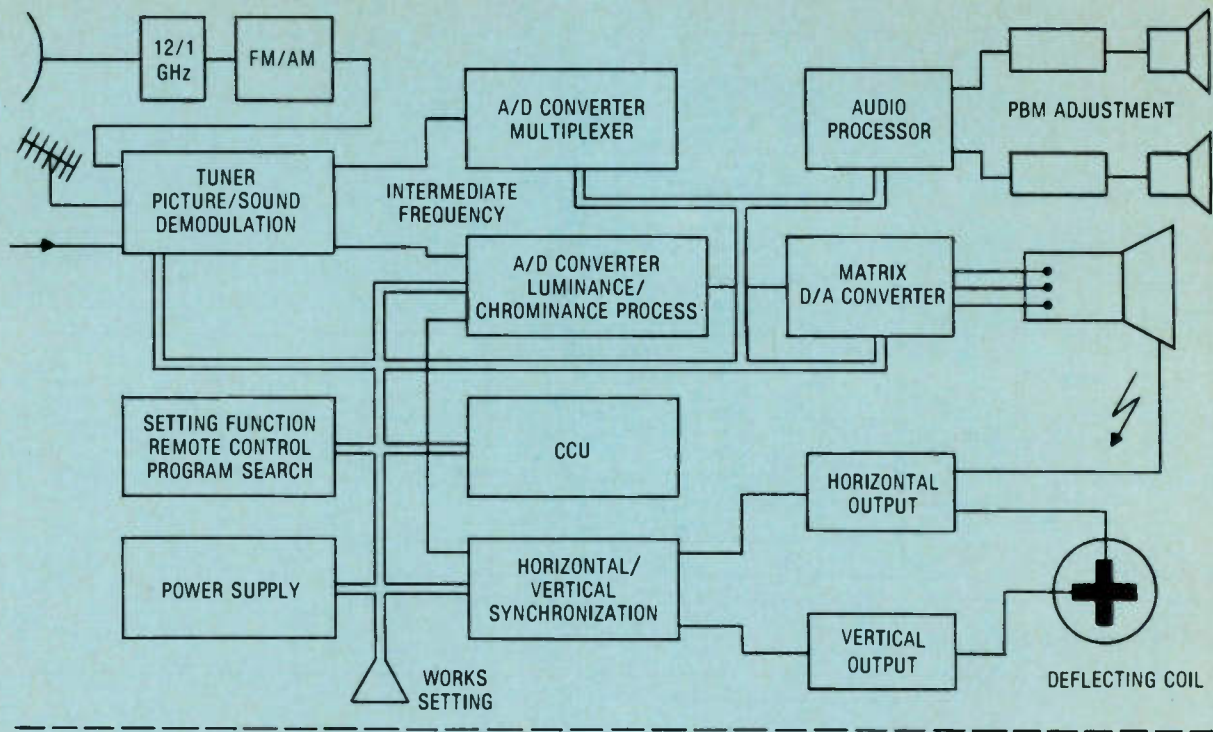 12/1
GHz
FM/AM
A/D CONVERTER
MULTIPLEXER
AUDIO
PROCESSOR
PBM ADJUSTMENT
TUNER
PICTURE/SOUND
DEMODULATION
INTERMEDIATE
FREQUENCY
A/D CONVERTER
LUMINANCE/
CHROMINANCE PROCESS
MATRIX
D/A CONVERTER
SETTING FUNCTION
REMOTE CONTROL
PROGRAM SEARCH
CCU
HORIZONTAL
OUTPUT
POWER SUPPLY
HORIZONTAL/
VERTICAL
SYNCHRONIZATION
VERTICAL
OUTPUT
DEFLECTING COIL
WORKS
SETTING